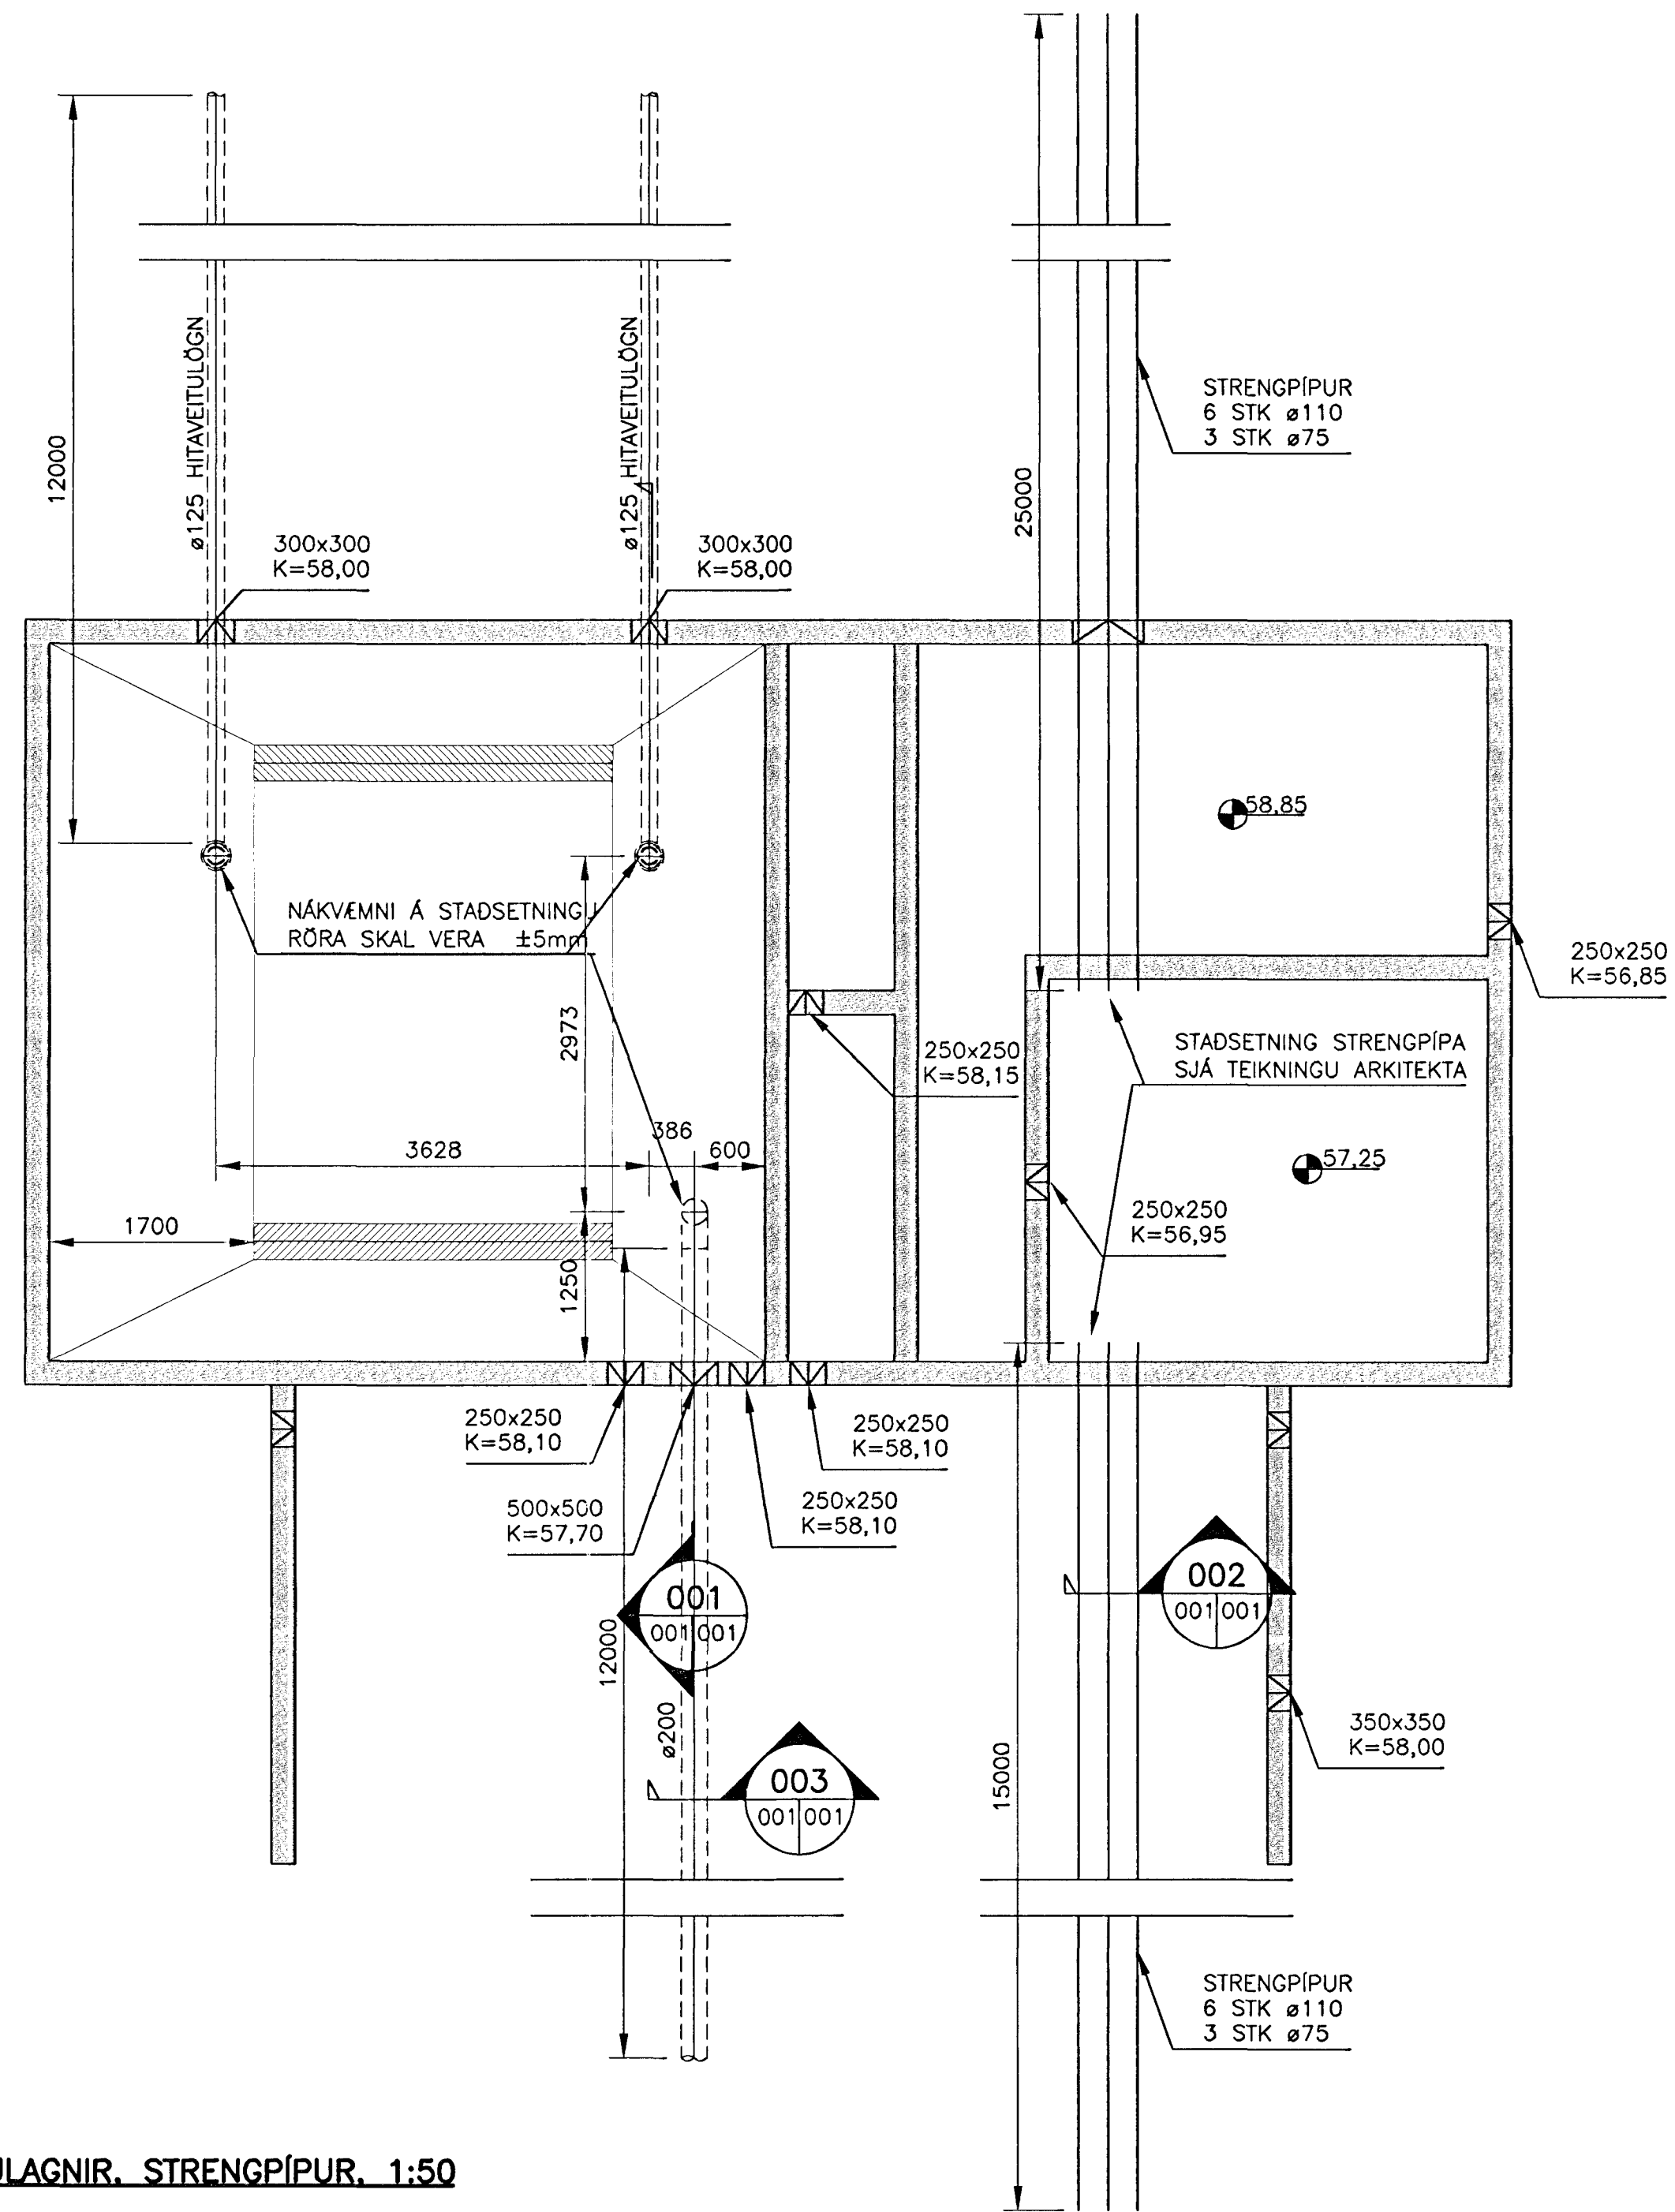 12000
ø125 HITAVEITULÖGN
ø125 HITAVEITULÖGN
25000
STRENGPÍPUR
6 STK ø110
3 STK ø75
300x300
K=58,00
300x300
K=58,00
58,85
NÁKVÆMNI Á STAÐSETNINGU
RÖRA SKAL VERA ±5mm
250x250
K=56,85
2973
250x250
K=58,15
STAÐSETNING STRENGPÍPA
SJÁ TEIKNINGU ARKITEKTA
3628
386
600
57,25
1700
250x250
K=56,95
1250
250x250
K=58,10
250x250
K=58,10
500x500
K=57,70
250x250
K=58,10
001
001 001
002
001 001
12000
ø200
003
001 001
15000
350x350
K=58,00
STRENGPÍPUR
6 STK ø110
3 STK ø75
STRENGPÍPUR, 1:50